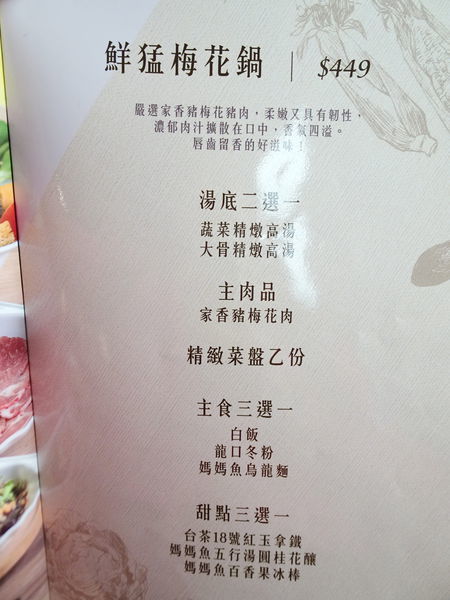 鮮猛梅花鍋 | $449
嚴選家香豬梅花豬肉，柔嫩又具有韌性，
濃郁肉汁擴散在口中，香氣四溢。
唇齒留香的好滋味！
湯底二選一
蔬菜精燉高湯
大骨精燉高湯
主肉品
家香豬梅花肉
精緻菜盤乙份
主食三選一
白飯
龍口冬粉
媽媽魚烏龍麵
甜點三選一
台茶18號紅玉拿鐵
媽媽魚五行湯圓桂花釀
媽媽魚百香果冰棒